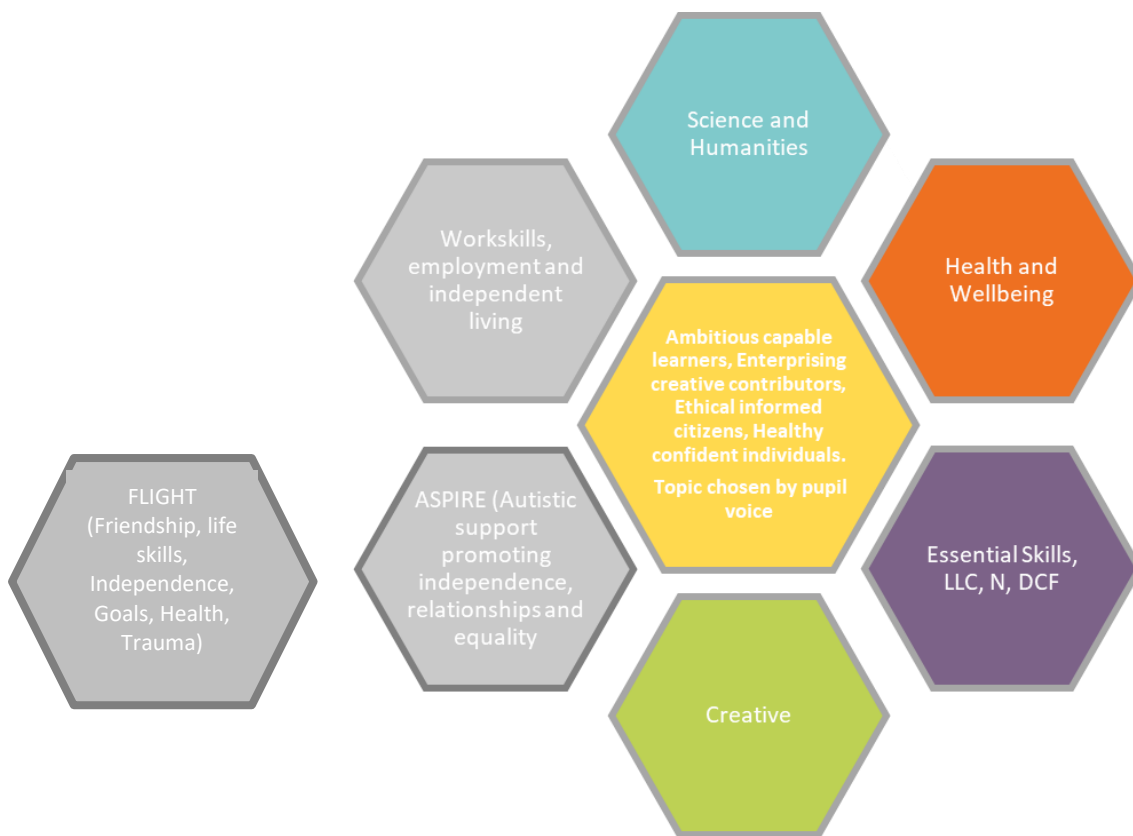 Science and
Humanities
Workskills,
employment and
independent
living
Health and
Wellbeing
Ambitious capable
learners, Enterprising
creative contributors,
Ethical informed
citizens, Healthy
confident individuals.
Topic chosen by pupil
voice
FLIGHT
(Friendship, life
skills,
Independence,
Goals, Health,
Trauma)
ASPIRE (Autistic
support
promoting
independence,
relationships and
equality
Essential Skills,
LLC, N, DCF
Creative